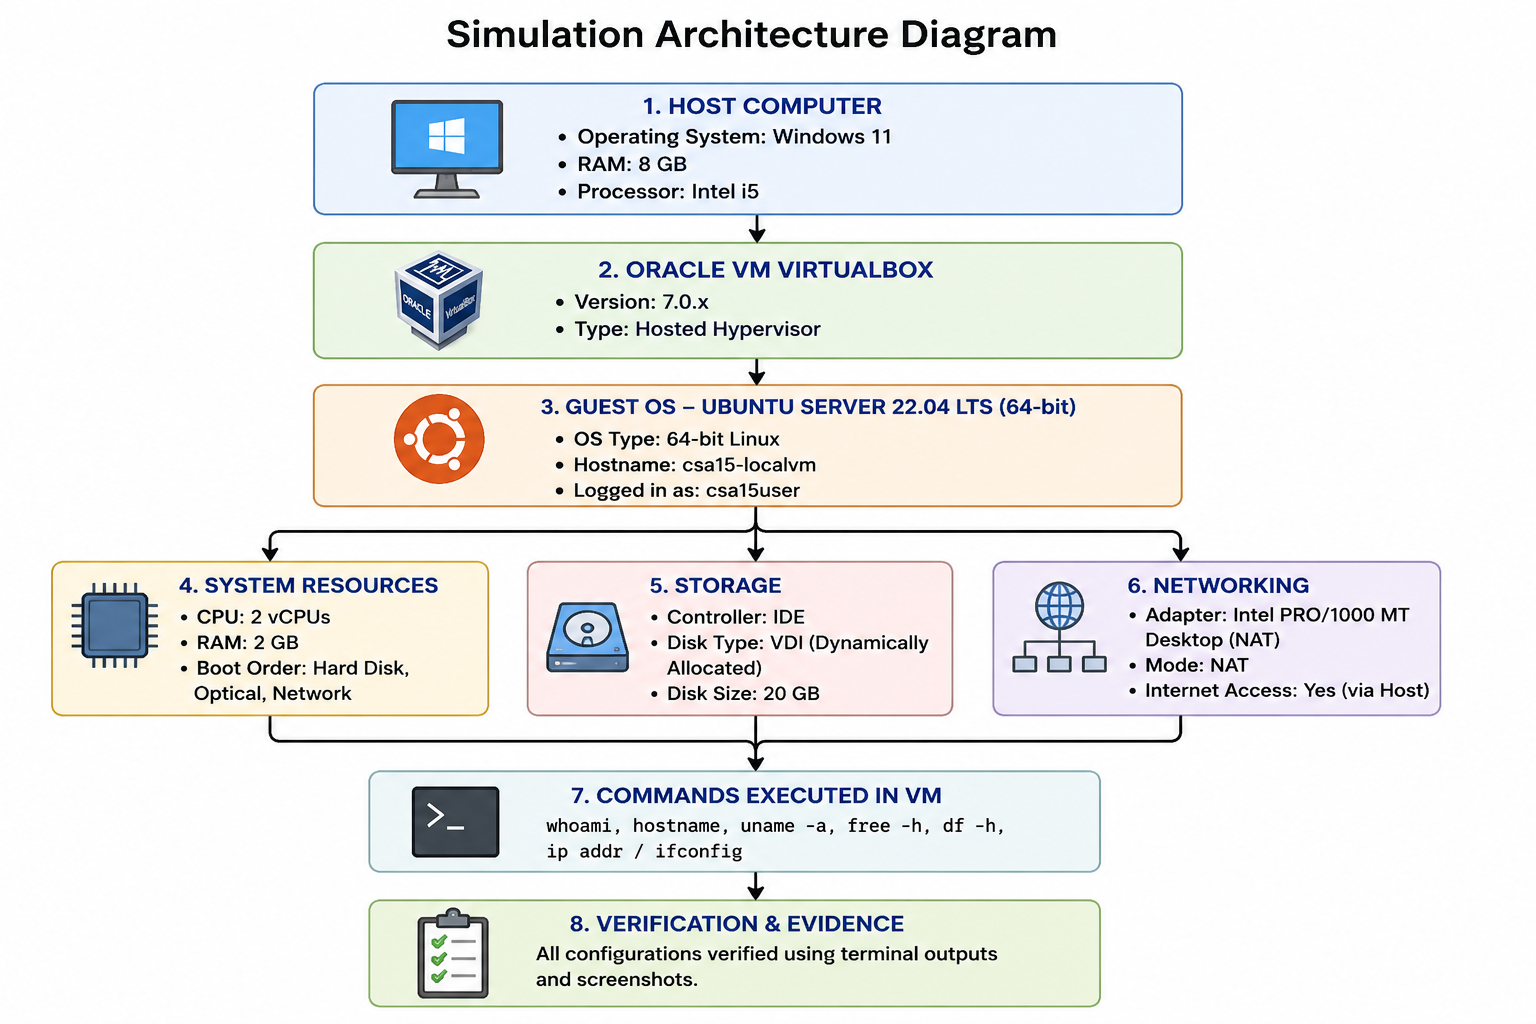 Simulation Architecture Diagram
1. HOST COMPUTER
• Operating System: Windows 11
• RAM: 8 GB
• Processor: Intel i5
2. ORACLE VM VIRTUALBOX
• Version: 7.0.x
• Type: Hosted Hypervisor
ORACLE
VirtualBox
3. GUEST OS – UBUNTU SERVER 22.04 LTS (64-bit)
• OS Type: 64-bit Linux
• Hostname: csa15-localvm
• Logged in as: csa15user
4. SYSTEM RESOURCES
• CPU: 2 vCPUs
• RAM: 2 GB
• Boot Order: Hard Disk,
Optical, Network
5. STORAGE
• Controller: IDE
• Disk Type: VDI (Dynamically
Allocated)
• Disk Size: 20 GB
6. NETWORKING
• Adapter: Intel PRO/1000 MT
Desktop (NAT)
• Mode: NAT
• Internet Access: Yes (via Host)
7. COMMANDS EXECUTED IN VM
whoami, hostname, uname -a, free -h, df -h,
ip addr / ifconfig
>_
8. VERIFICATION & EVIDENCE
All configurations verified using terminal outputs
and screenshots.